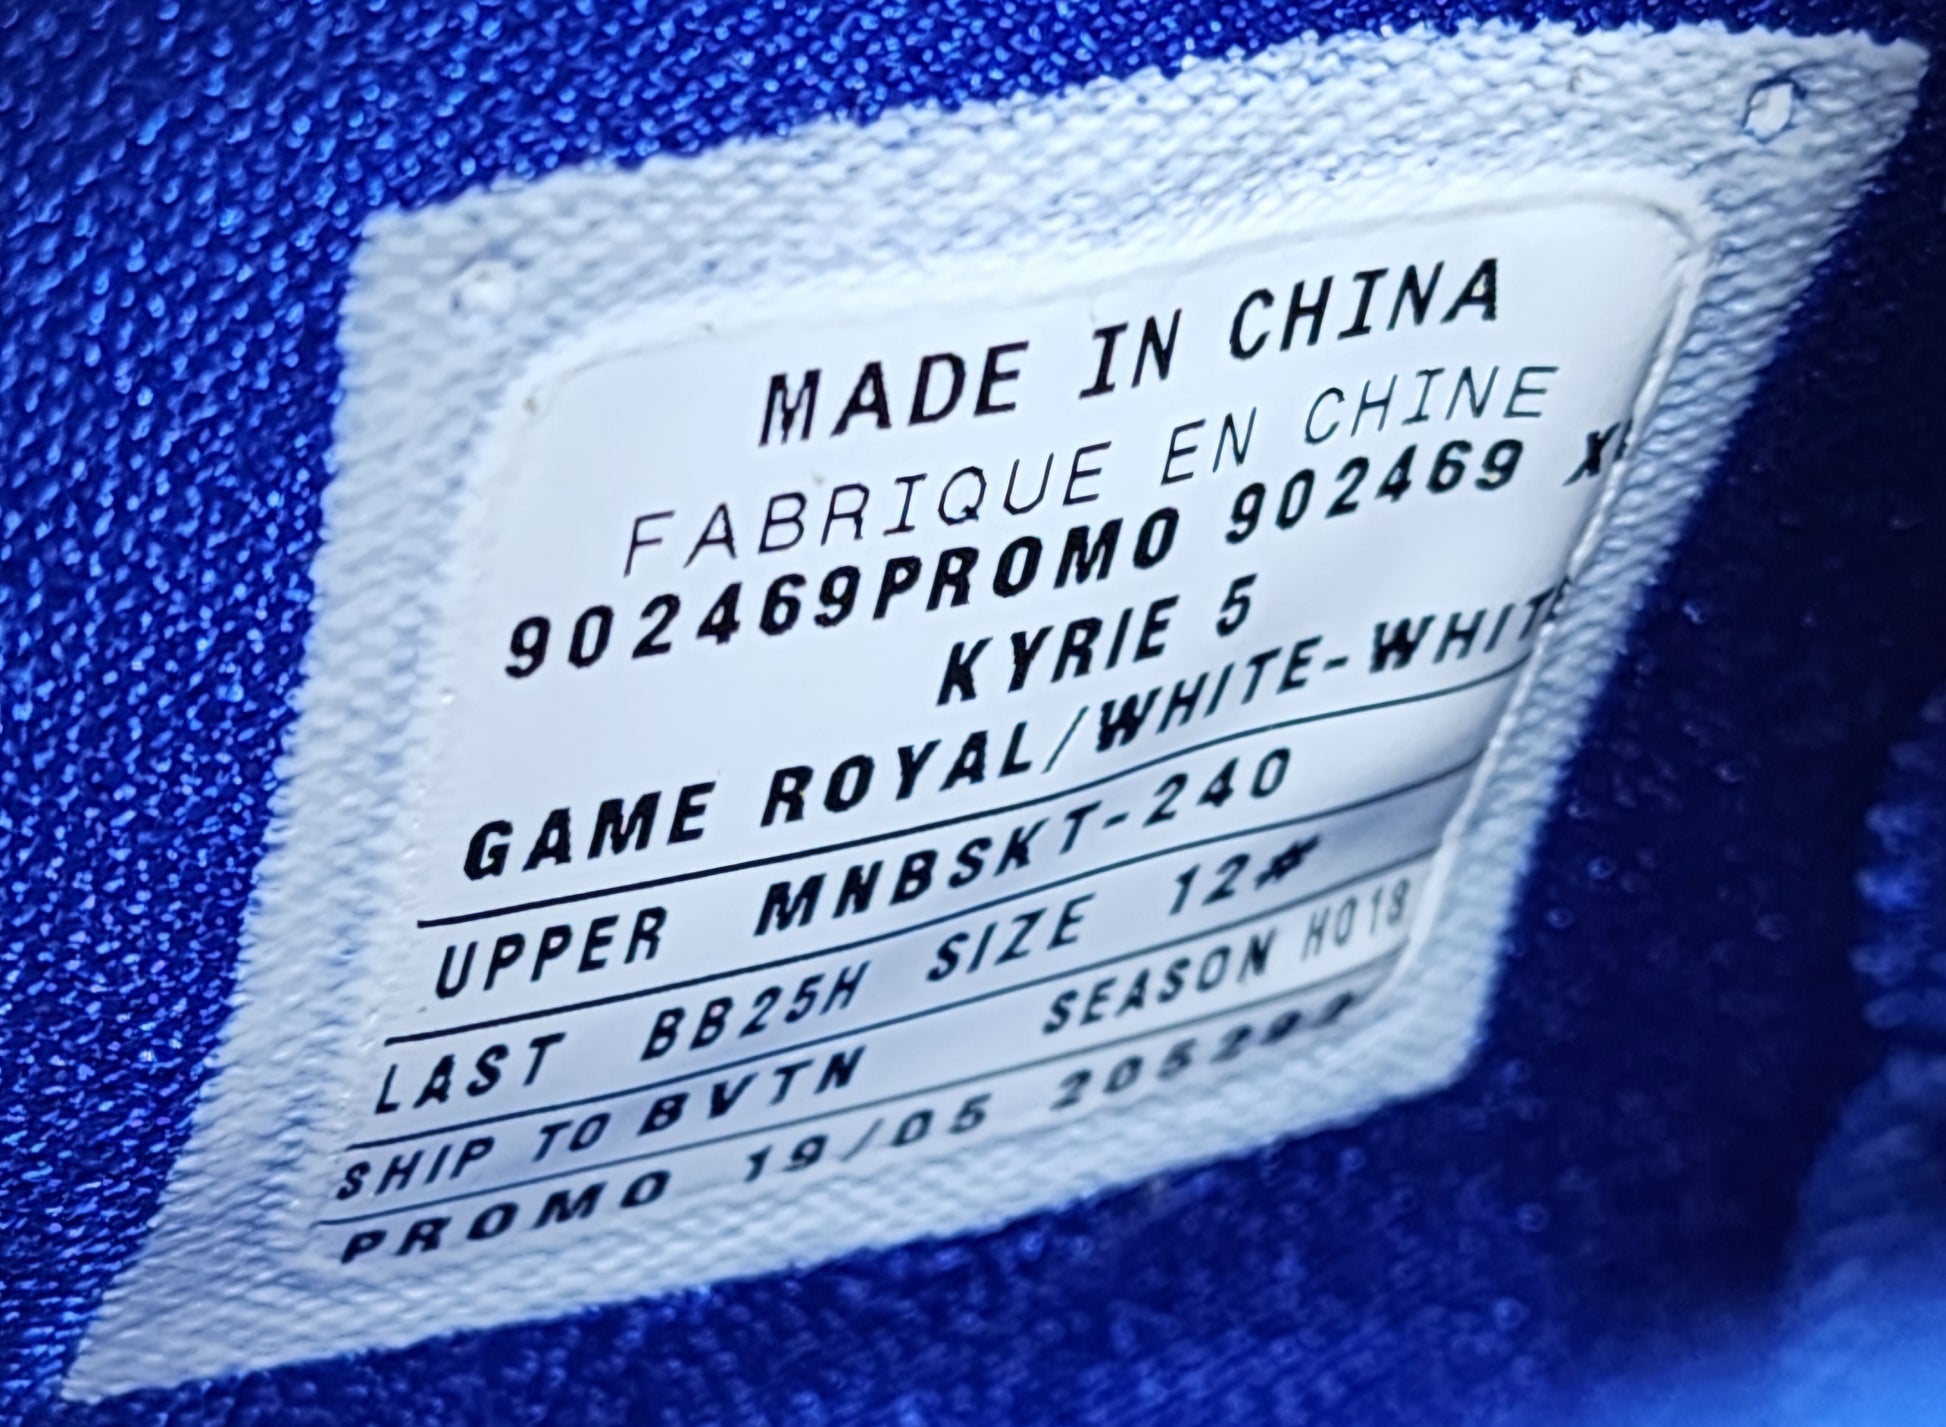 MADE IN CHINA
FABRIQUE EN CHINE
902469PROMO 902469
KYRIE 5
GAME ROYAL/WHITE-WHITE
UPPER MNBSKT-240
LAST BB25H SIZE 12#
SHIP TO BVTN SEASON HO18
PROMO 19/05 205297